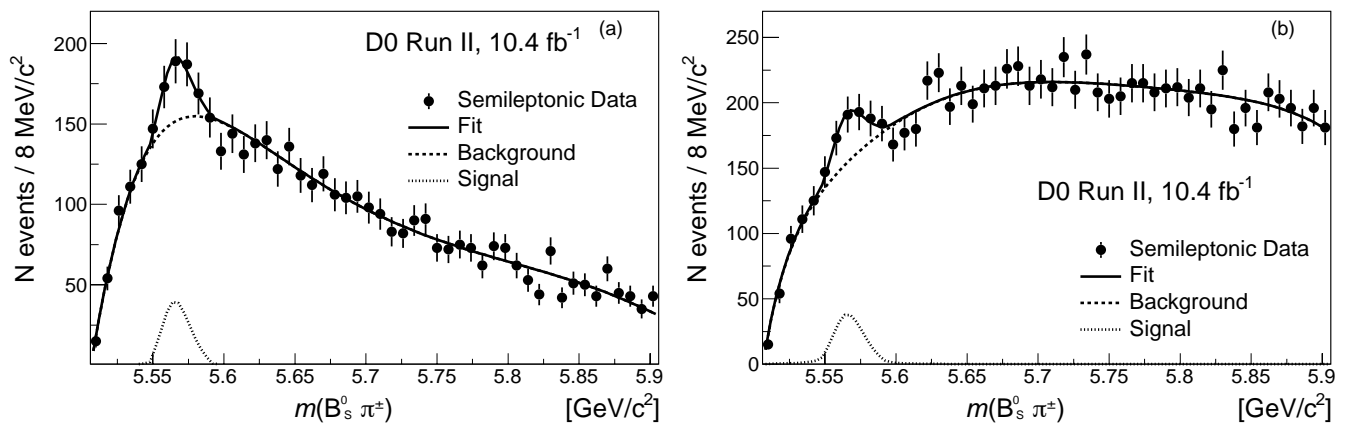 (a)
D0 Run II, 10.4 fb⁻¹
Semileptonic Data
Fit
Background
Signal
N events / 8 MeV/c²
200
150
100
50
5.55 5.6 5.65 5.7 5.75 5.8 5.85 5.9
m(B⁰ₛ π±) [GeV/c²]
(b)
D0 Run II, 10.4 fb⁻¹
Semileptonic Data
Fit
Background
Signal
N events / 8 MeV/c²
250
200
150
100
50
0
5.55 5.6 5.65 5.7 5.75 5.8 5.85 5.9
m(B⁰ₛ π±) [GeV/c²]